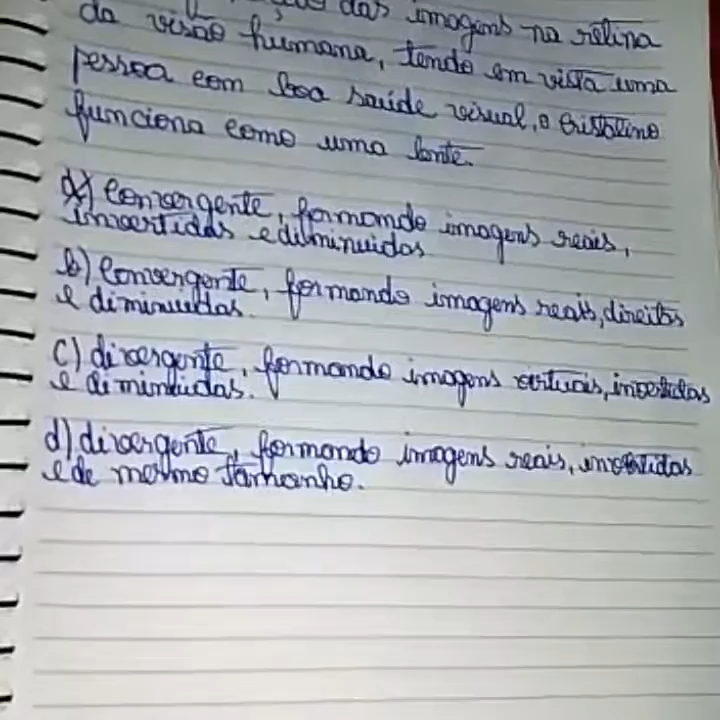 das imagens na retina
da visão humana, tendo em vista uma
pessoa com boa saúde visual, o cristalino
funciona como uma lente.
a) Convergente, formando imagens reais,
invertidas e diminuidas
b) Convergente, formando imagens reais, direitas
e diminuidas.
c) divergente, formando imagens virtuais, invertidas
e diminuidas.
d) divergente, formando imagens reais, invertidas
e de mesmo tamanho.